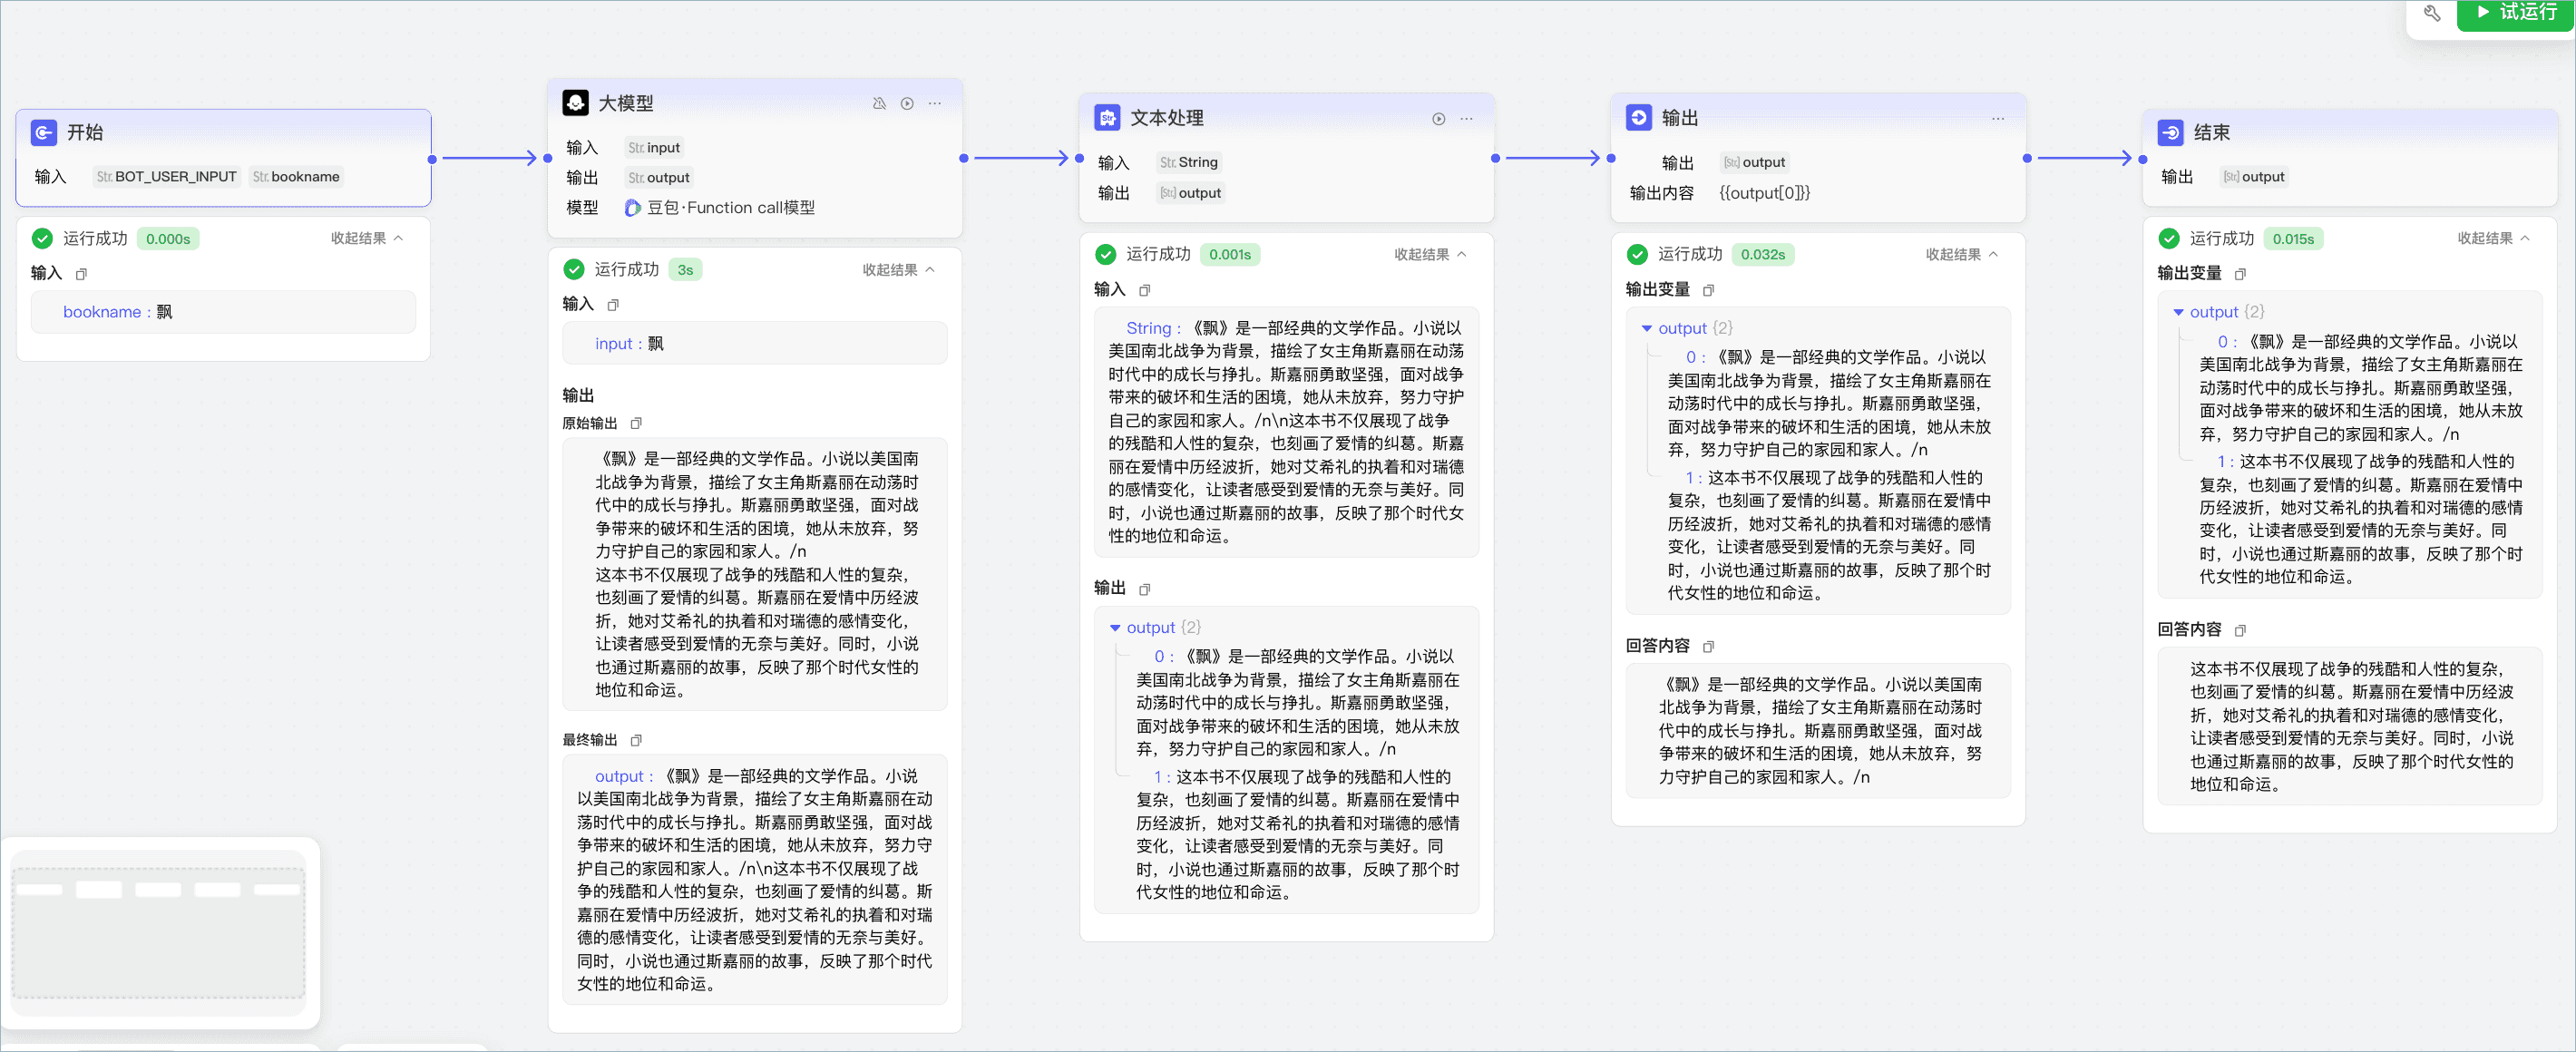 试运行
开始
输入 Str. BOT_USER_INPUT Str. bookname
运行成功 0.000s 收起结果
输入
bookname : 飘
大模型
输入 Str. input
输出 Str. output
模型 豆包·Function call模型
运行成功 3s 收起结果
输入
input : 飘
输出
原始输出
《飘》是一部经典的文学作品。小说以美国南
北战争为背景，描绘了女主角斯嘉丽在动荡时
代中的成长与挣扎。斯嘉丽勇敢坚强，面对战
争带来的破坏和生活的困境，她从未放弃，努
力守护自己的家园和家人。/n
这本书不仅展现了战争的残酷和人性的复杂，
也刻画了爱情的纠葛。斯嘉丽在爱情中历经波
折，她对艾希礼的执着和对瑞德的感情变化，
让读者感受到爱情的无奈与美好。同时，小说
也通过斯嘉丽的故事，反映了那个时代女性的
地位和命运。
最终输出
output : 《飘》是一部经典的文学作品。小说
以美国南北战争为背景，描绘了女主角斯嘉丽在动
荡时代中的成长与挣扎。斯嘉丽勇敢坚强，面对战
争带来的破坏和生活的困境，她从未放弃，努力守
护自己的家园和家人。/n\n这本书不仅展现了战
争的残酷和人性的复杂，也刻画了爱情的纠葛。斯
嘉丽在爱情中历经波折，她对艾希礼的执着和对瑞
德的感情变化，让读者感受到爱情的无奈与美好。
同时，小说也通过斯嘉丽的故事，反映了那个时代
女性的地位和命运。
文本处理
输入 Str. String
输出 [Str.] output
运行成功 0.001s 收起结果
输入
String : 《飘》是一部经典的文学作品。小说以
美国南北战争为背景，描绘了女主角斯嘉丽在动荡
时代中的成长与挣扎。斯嘉丽勇敢坚强，面对战争
带来的破坏和生活的困境，她从未放弃，努力守护
自己的家园和家人。/n\n这本书不仅展现了战争
的残酷和人性的复杂，也刻画了爱情的纠葛。斯嘉
丽在爱情中历经波折，她对艾希礼的执着和对瑞德
的感情变化，让读者感受到爱情的无奈与美好。同
时，小说也通过斯嘉丽的故事，反映了那个时代女
性的地位和命运。
输出
output {2}
0 : 《飘》是一部经典的文学作品。小说以
美国南北战争为背景，描绘了女主角斯嘉丽在
动荡时代中的成长与挣扎。斯嘉丽勇敢坚强，
面对战争带来的破坏和生活的困境，她从未放
弃，努力守护自己的家园和家人。/n
1 : 这本书不仅展现了战争的残酷和人性的
复杂，也刻画了爱情的纠葛。斯嘉丽在爱情中
历经波折，她对艾希礼的执着和对瑞德的感情
变化，让读者感受到爱情的无奈与美好。同
时，小说也通过斯嘉丽的故事，反映了那个时
代女性的地位和命运。
输出
输出 [Str.] output
输出内容 {{output[0]}}
运行成功 0.032s 收起结果
输出变量
output {2}
0 : 《飘》是一部经典的文学作品。小说以
美国南北战争为背景，描绘了女主角斯嘉丽在
动荡时代中的成长与挣扎。斯嘉丽勇敢坚强，
面对战争带来的破坏和生活的困境，她从未放
弃，努力守护自己的家园和家人。/n
1 : 这本书不仅展现了战争的残酷和人性的
复杂，也刻画了爱情的纠葛。斯嘉丽在爱情中
历经波折，她对艾希礼的执着和对瑞德的感情
变化，让读者感受到爱情的无奈与美好。同
时，小说也通过斯嘉丽的故事，反映了那个时
代女性的地位和命运。
回答内容
《飘》是一部经典的文学作品。小说以美国南
北战争为背景，描绘了女主角斯嘉丽在动荡时
代中的成长与挣扎。斯嘉丽勇敢坚强，面对战
争带来的破坏和生活的困境，她从未放弃，努
力守护自己的家园和家人。/n
结束
输出 [Str.] output
运行成功 0.015s 收起结果
输出变量
output {2}
0 : 《飘》是一部经典的文学作品。小说以
美国南北战争为背景，描绘了女主角斯嘉丽在
动荡时代中的成长与挣扎。斯嘉丽勇敢坚强，
面对战争带来的破坏和生活的困境，她从未放
弃，努力守护自己的家园和家人。/n
1 : 这本书不仅展现了战争的残酷和人性的
复杂，也刻画了爱情的纠葛。斯嘉丽在爱情中
历经波折，她对艾希礼的执着和对瑞德的感情
变化，让读者感受到爱情的无奈与美好。同
时，小说也通过斯嘉丽的故事，反映了那个时
代女性的地位和命运。
回答内容
这本书不仅展现了战争的残酷和人性的复杂，
也刻画了爱情的纠葛。斯嘉丽在爱情中历经波
折，她对艾希礼的执着和对瑞德的感情变化，
让读者感受到爱情的无奈与美好。同时，小说
也通过斯嘉丽的故事，反映了那个时代女性的
地位和命运。